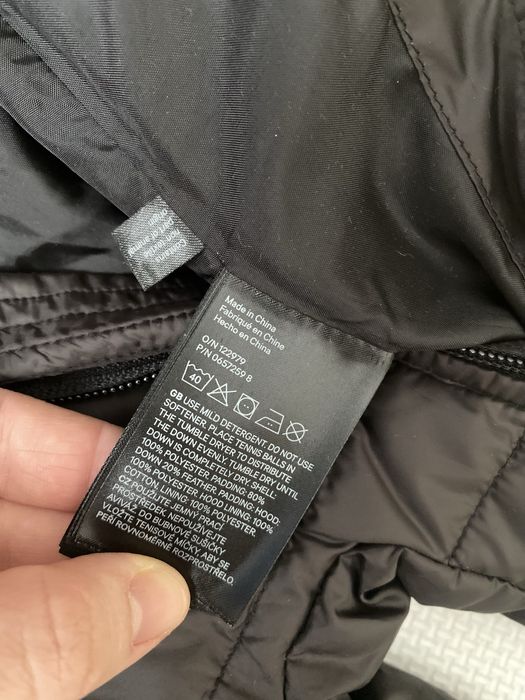 Made in China
Fabriqué en Chine
Hecho en China
O/N 122979
P/N 0657259 8
40
GB USE MILD DETERGENT. DO NOT USE
SOFTENER. PLACE TENNIS BALLS IN
THE TUMBLE DRYER TO DISTRIBUTE
THE DOWN EVENLY. TUMBLE DRY UNTIL
DOWN IS COMPLETELY DRY. SHELL:
100% POLYESTER. PADDING: 80%
DOWN 20% FEATHER. PADDING: HOOD:
100% POLYESTER. HOOD LINING: 100%
COTTON. LINING: 100% POLYESTER.
CZ POUŽIJTE JEMNÝ PRACÍ
PROSTŘEDEK. NEPOUŽÍVEJTE
AVIVÁŽ. DO BUBNOVÉ SUŠIČKY
VLOŽTE TENISOVÉ MÍČKY, ABY SE
PEŘÍ ROVNOMĚRNĚ ROZPROSTŘELO.